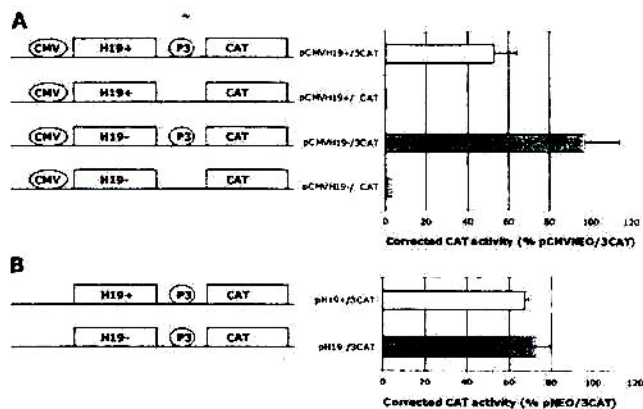 A
CMV H19+ P3 CAT pCMVH19+/3CAT
CMV H19+ CAT pCMVH19+/ CAT
CMV H19- P3 CAT pCMVH19-/3CAT
CMV H19- CAT pCMVH19-/ CAT
0 20 40 60 80 100 120
Corrected CAT activity (% pCMVNEO/3CAT)
B
H19+ P3 CAT pH19+/3CAT
H19- P3 CAT pH19-/3CAT
0 20 40 60 80 100 120
Corrected CAT activity (% pNEO/3CAT)